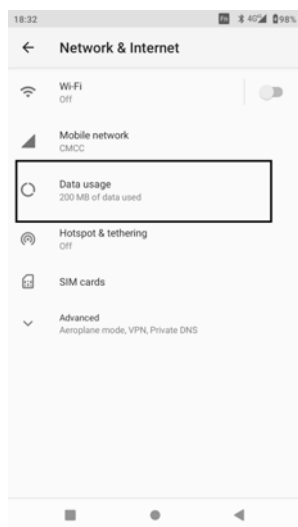 18:32 98%
Network & Internet
Wi-Fi
Off
Mobile network
CMCC
Data usage
200 MB of data used
Hotspot & tethering
Off
SIM cards
Advanced
Aeroplane mode, VPN, Private DNS